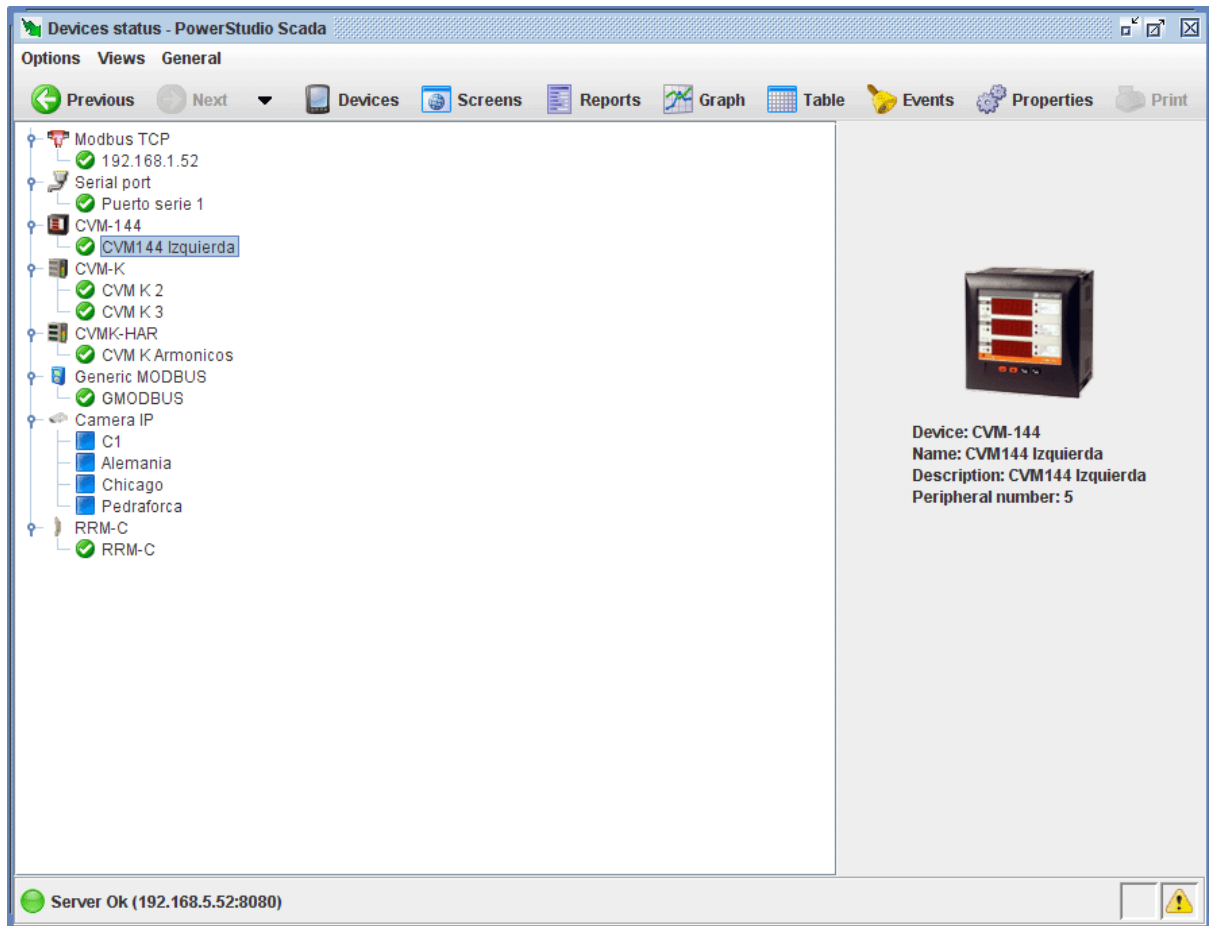 Devices status - PowerStudio Scada
Options Views General
Previous Next Devices Screens Reports Graph Table Events Properties Print
Modbus TCP
192.168.1.52
Serial port
Puerto serie 1
CVM-144
CVM144 Izquierda
CVM-K
CVM K 2
CVM K 3
CVMK-HAR
CVM K Armonicos
Generic MODBUS
GMODBUS
Camera IP
C1
Alemania
Chicago
Pedraforca
RRM-C
RRM-C
Device: CVM-144
Name: CVM144 Izquierda
Description: CVM144 Izquierda
Peripheral number: 5
Server Ok (192.168.5.52:8080)